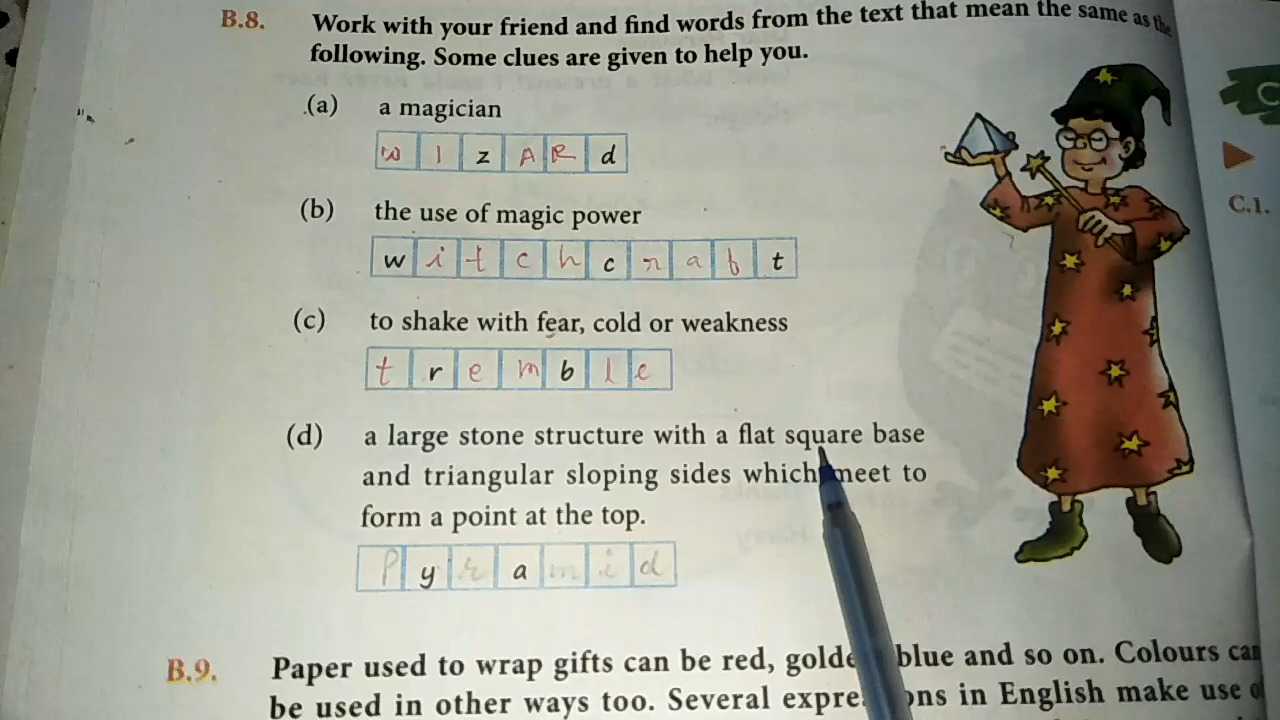 B.8. Work with your friend and find words from the text that mean the same as the
following. Some clues are given to help you.
(a) a magician
W I z A R d
(b) the use of magic power
w i t c h c r a f t
(c) to shake with fear, cold or weakness
t r e m b l e
(d) a large stone structure with a flat square base
and triangular sloping sides which meet to
form a point at the top.
P y r a m i d
C.1.
B.9. Paper used to wrap gifts can be red, golden blue and so on. Colours can
be used in other ways too. Several expressions in English make use